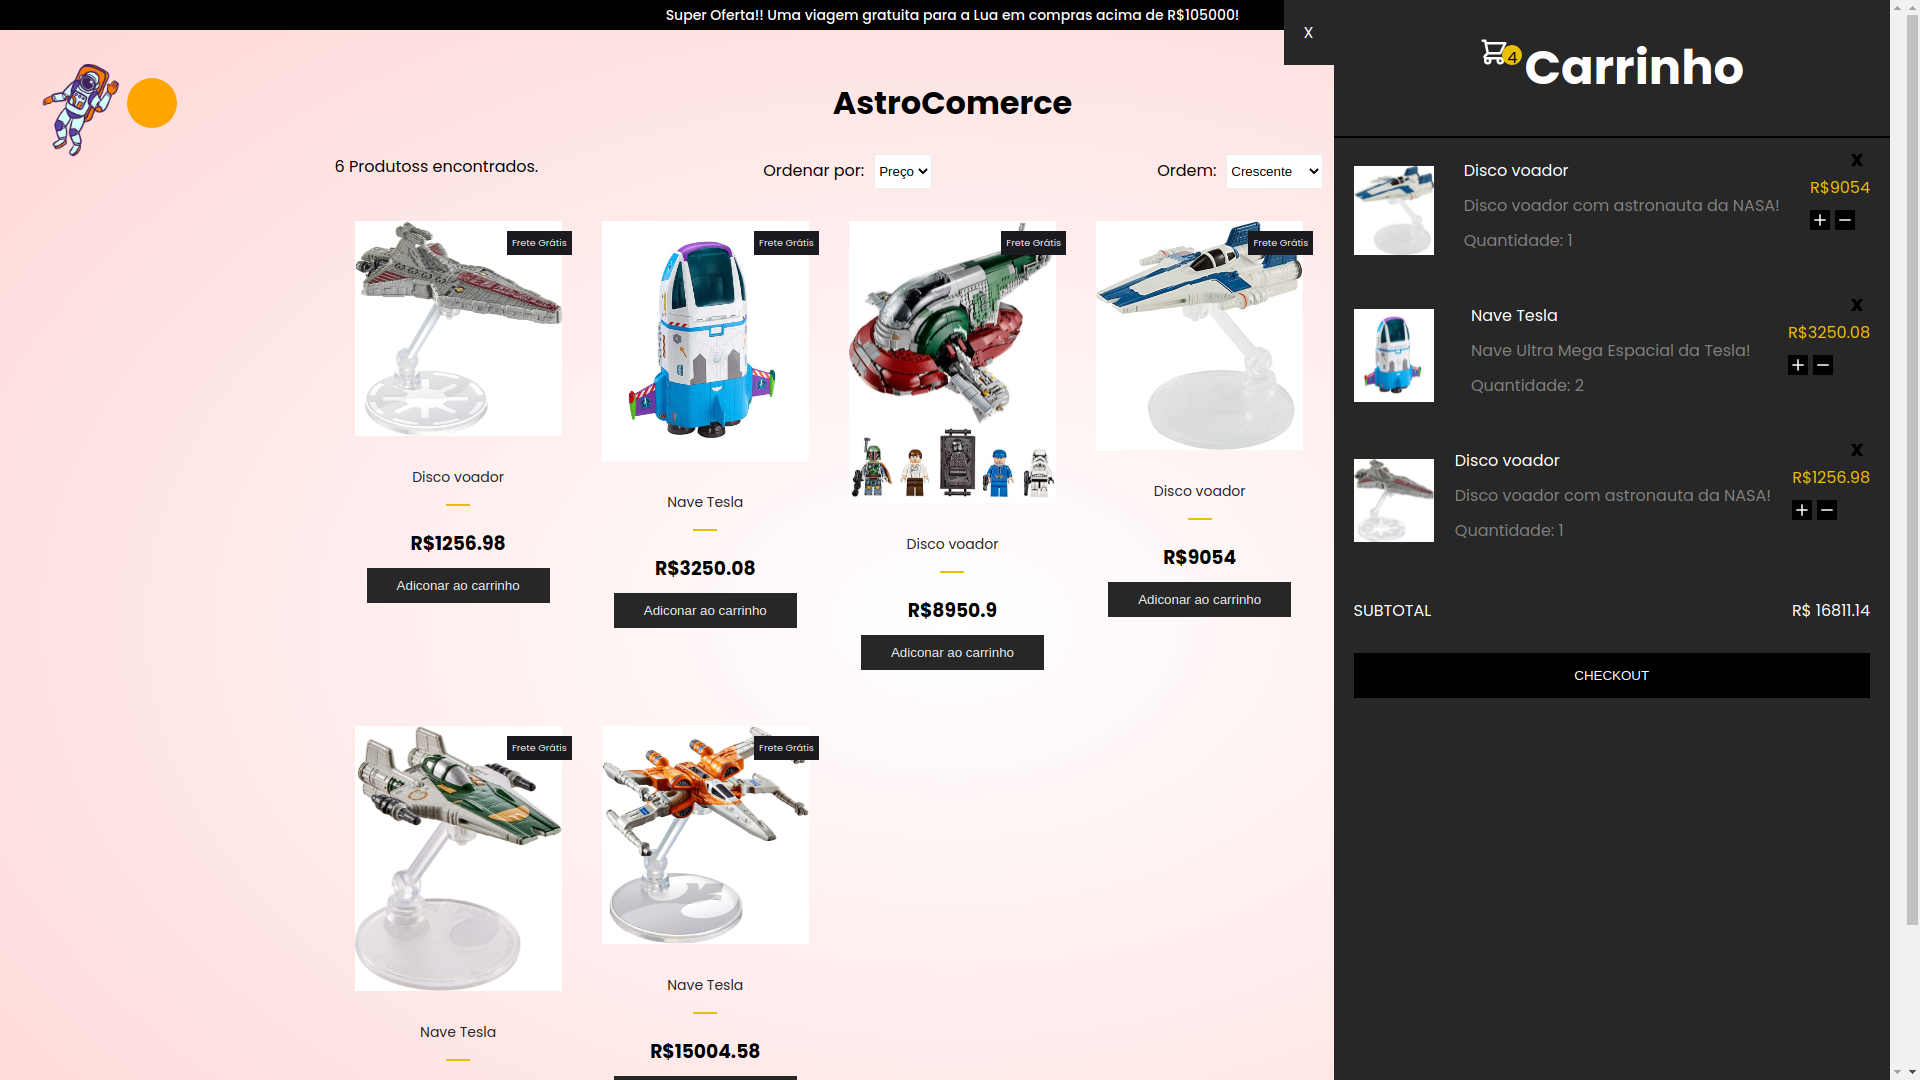 Super Oferta!! Uma viagem gratuita para a Lua em compras acima de R$105000!
X
4
Carrinho
AstroComerce
6 Produtoss encontrados.
Ordenar por:
Preço
Ordem:
Crescente
Frete Grátis
Disco voador
R$1256.98
Adiconar ao carrinho
Frete Grátis
Nave Tesla
R$3250.08
Adiconar ao carrinho
Frete Grátis
Disco voador
R$8950.9
Adiconar ao carrinho
Frete Grátis
Disco voador
R$9054
Adiconar ao carrinho
Nave Tesla
Frete Grátis
Frete Grátis
Nave Tesla
R$15004.58
X
Disco voador
R$9054
Disco voador com astronauta da NASA!
+ −
Quantidade: 1
X
Nave Tesla
R$3250.08
Nave Ultra Mega Espacial da Tesla!
+ −
Quantidade: 2
X
Disco voador
R$1256.98
Disco voador com astronauta da NASA!
+ −
Quantidade: 1
SUBTOTAL
R$ 16811.14
CHECKOUT